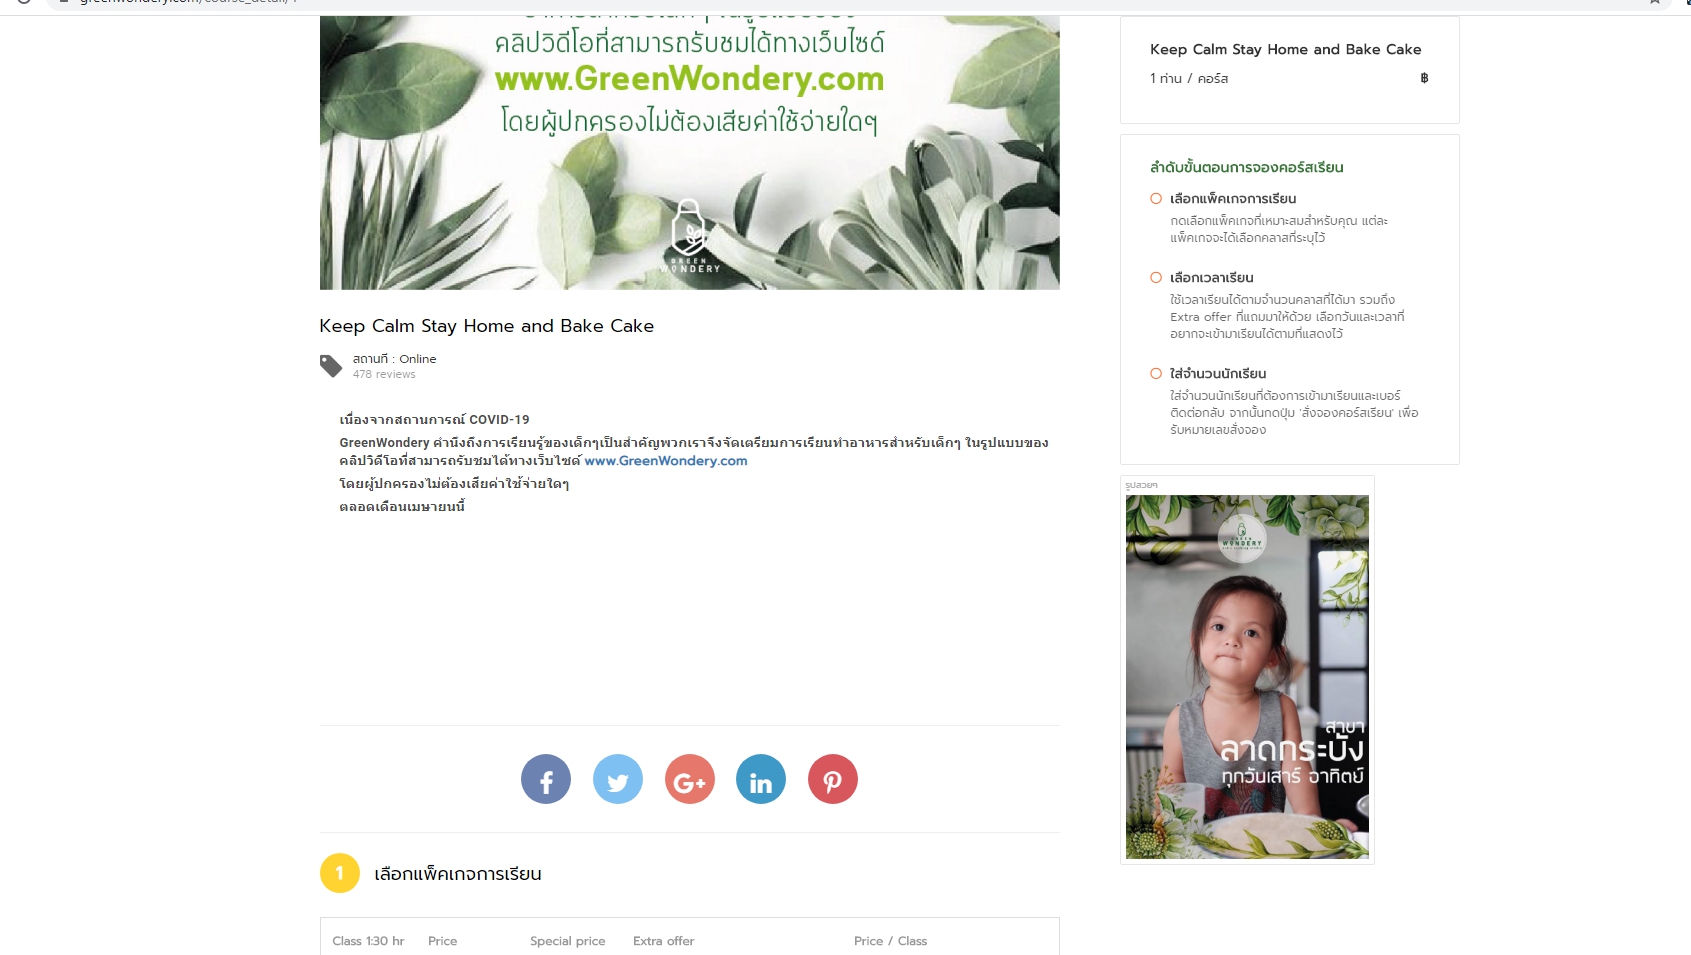 คลิปวิดีโอที่สามารถรับชมได้ทางเว็บไซด์
www.GreenWondery.com
โดยผู้ปกครองไม่ต้องเสียค่าใช้จ่ายใดๆ
GREEN
WONDERY
Keep Calm Stay Home and Bake Cake
สถานที่ : Online
478 reviews
เนื่องจากสถานการณ์ COVID-19
GreenWondery คำนึงถึงการเรียนรู้ของเด็กๆเป็นสำคัญพวกเราจึงจัดเตรียมการเรียนทำอาหารสำหรับเด็กๆ ในรูปแบบของ
คลิปวิดีโอที่สามารถรับชมได้ทางเว็บไซด์ www.GreenWondery.com
โดยผู้ปกครองไม่ต้องเสียค่าใช้จ่ายใดๆ
ตลอดเดือนเมษายนนี้
1 เลือกแพ็คเกจการเรียน
Class 1:30 hr Price Special price Extra offer Price / Class
Keep Calm Stay Home and Bake Cake
1 ท่าน / คอร์ส ฿
ลำดับขั้นตอนการจองคอร์สเรียน
เลือกแพ็คเกจการเรียน
กดเลือกแพ็คเกจที่เหมาะสมสำหรับคุณ แต่ละ
แพ็คเกจจะได้เลือกคลาสที่ระบุไว้
เลือกเวลาเรียน
ใช้เวลาเรียนได้ตามจำนวนคลาสที่ได้มา รวมถึง
Extra offer ที่แถมมาให้ด้วย เลือกวันและเวลาที่
อยากจะเข้ามาเรียนได้ตามที่แสดงไว้
ใส่จำนวนนักเรียน
ใส่จำนวนนักเรียนที่ต้องการเข้ามาเรียนและเบอร์
ติดต่อกลับ จากนั้นกดปุ่ม 'สั่งจองคอร์สเรียน' เพื่อ
รับหมายเลขสั่งจอง
รูปสวยๆ
GREEN
WONDERY
สาขา
ลาดกระบัง
ทุกวันเสาร์ อาทิตย์